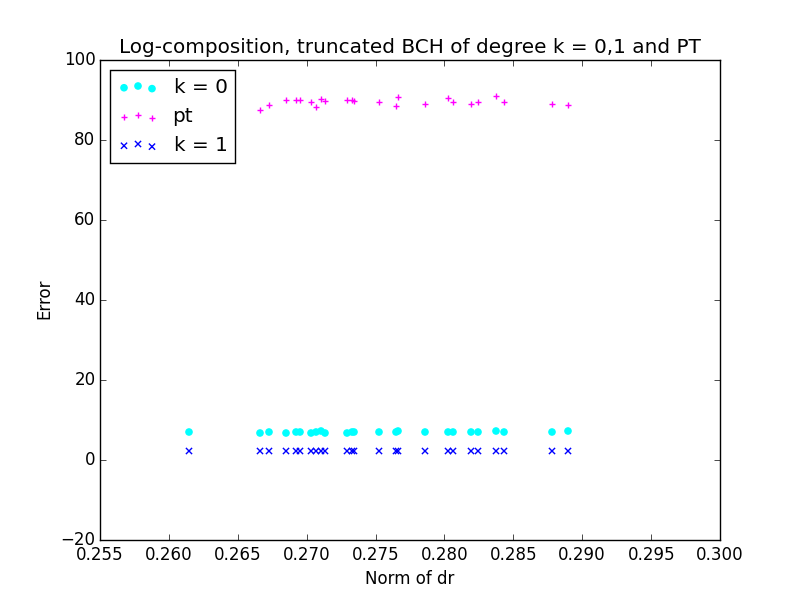 Log-composition, truncated BCH of degree k = 0,1 and PT
100
80
60
40
20
0
−20
Error
k = 0
pt
k = 1
0.255 0.260 0.265 0.270 0.275 0.280 0.285 0.290 0.295 0.300
Norm of dr